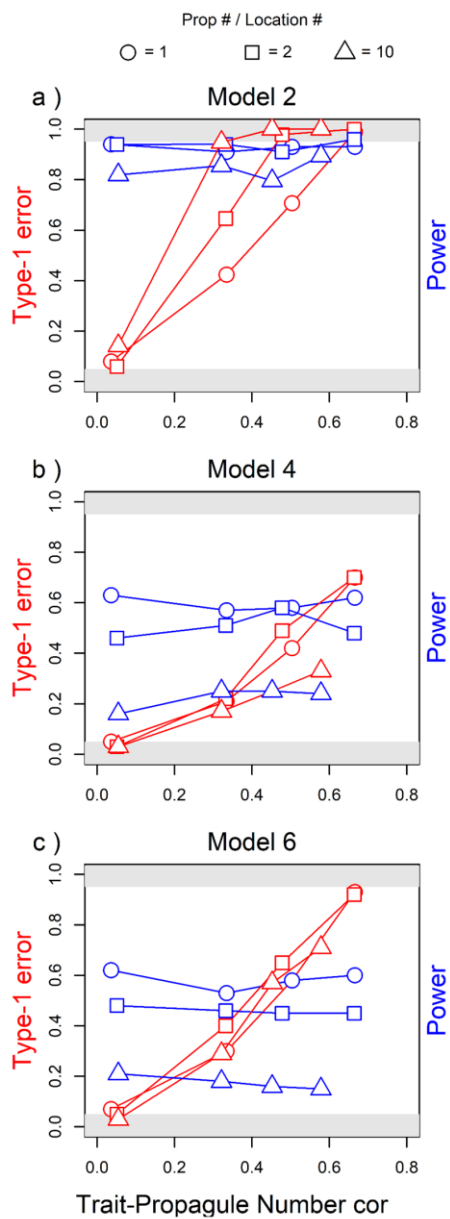 Prop # / Location #
= 1 = 2 = 10
a ) Model 2
Type-1 error
Power
1.0
0.8
0.6
0.4
0.2
0.0
0.0 0.2 0.4 0.6 0.8
b ) Model 4
Type-1 error
Power
1.0
0.8
0.6
0.4
0.2
0.0
0.0 0.2 0.4 0.6 0.8
c ) Model 6
Type-1 error
Power
1.0
0.8
0.6
0.4
0.2
0.0
0.0 0.2 0.4 0.6 0.8
Trait-Propagule Number cor